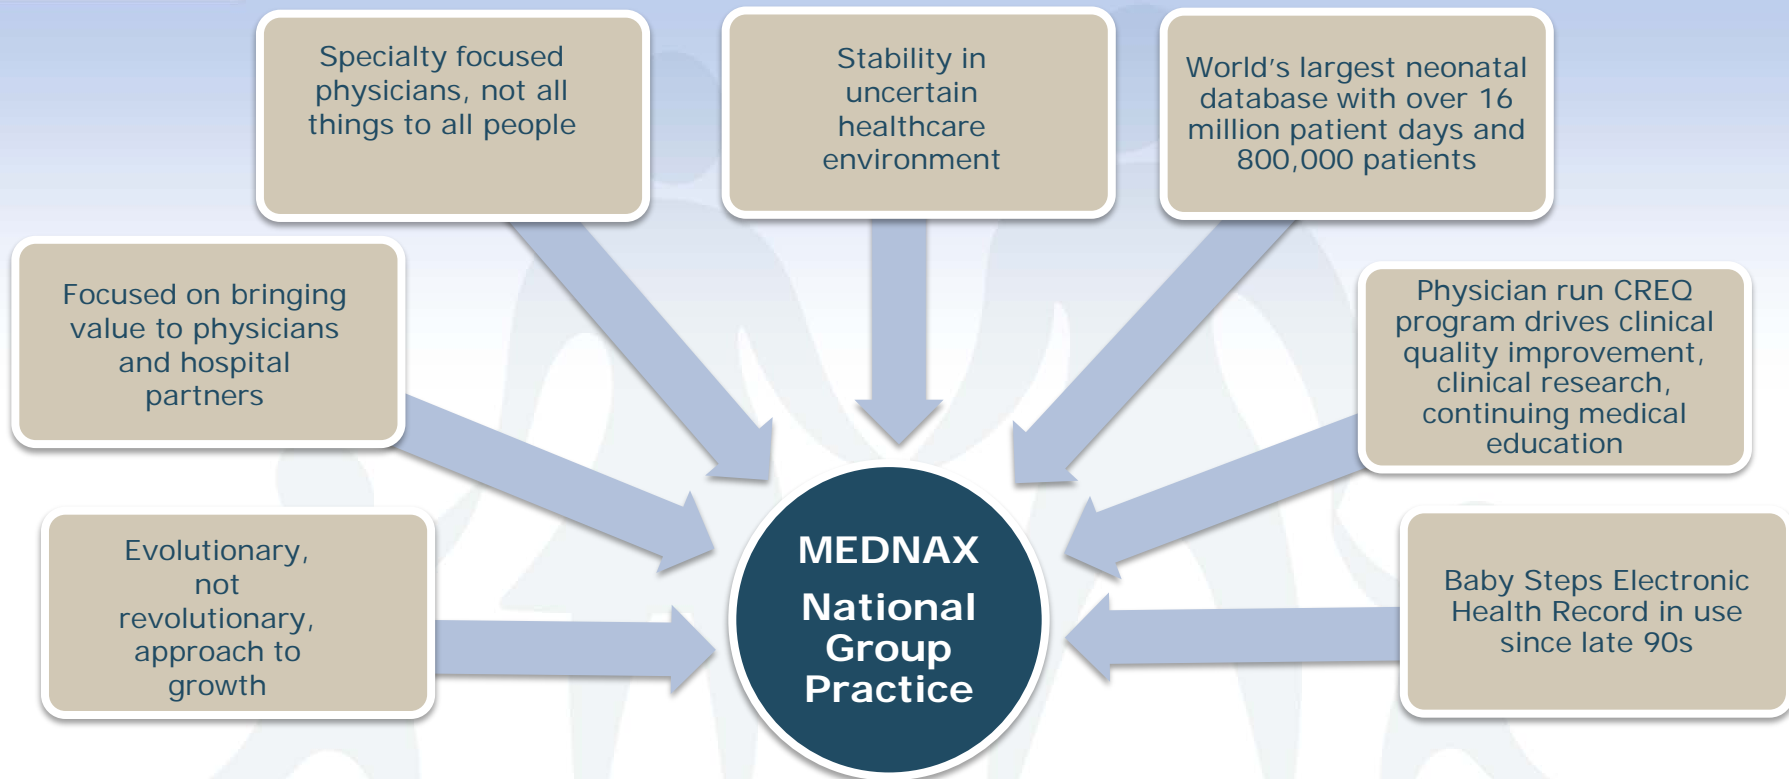 Specialty focused
physicians, not all
things to all people
Stability in
uncertain
healthcare
environment
World's largest neonatal
database with over 16
million patient days and
800,000 patients
Focused on bringing
value to physicians
and hospital
partners
Physician run CREQ
program drives clinical
quality improvement,
clinical research,
continuing medical
education
Evolutionary,
not
revolutionary,
approach to
growth
MEDNAX
National
Group
Practice
Baby Steps Electronic
Health Record in use
since late 90s